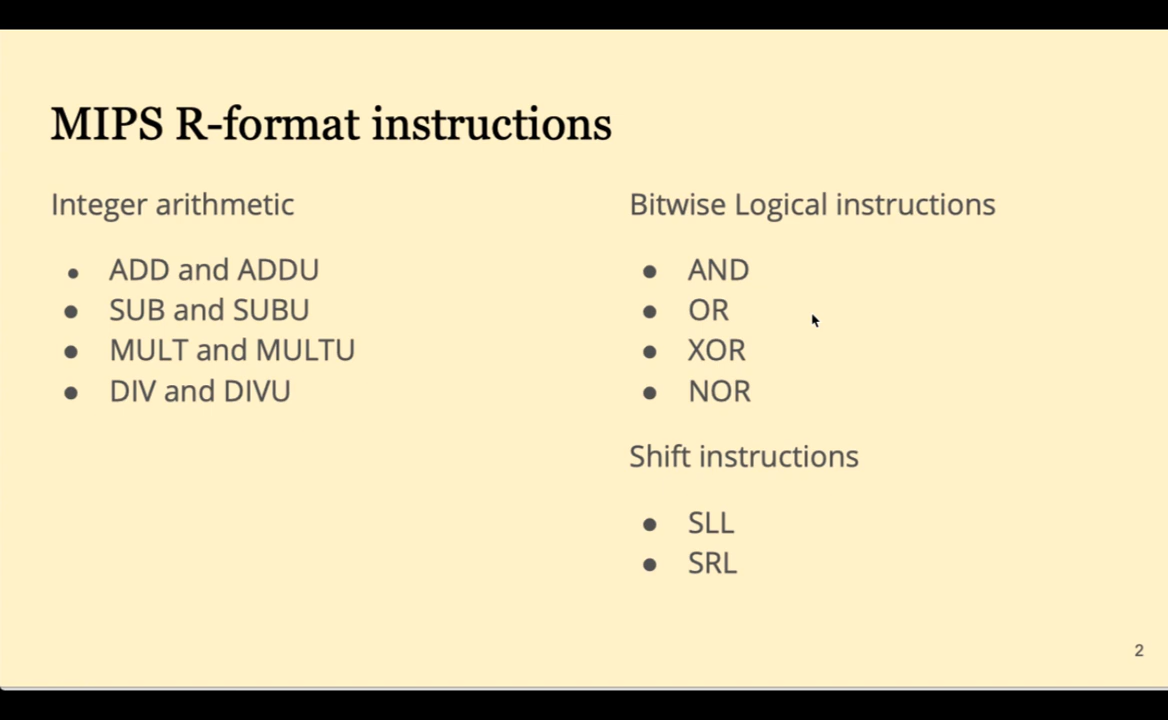 MIPS R-format instructions
Integer arithmetic
● ADD and ADDU
● SUB and SUBU
● MULT and MULTU
● DIV and DIVU
Bitwise Logical instructions
● AND
● OR
● XOR
● NOR
Shift instructions
● SLL
● SRL
2